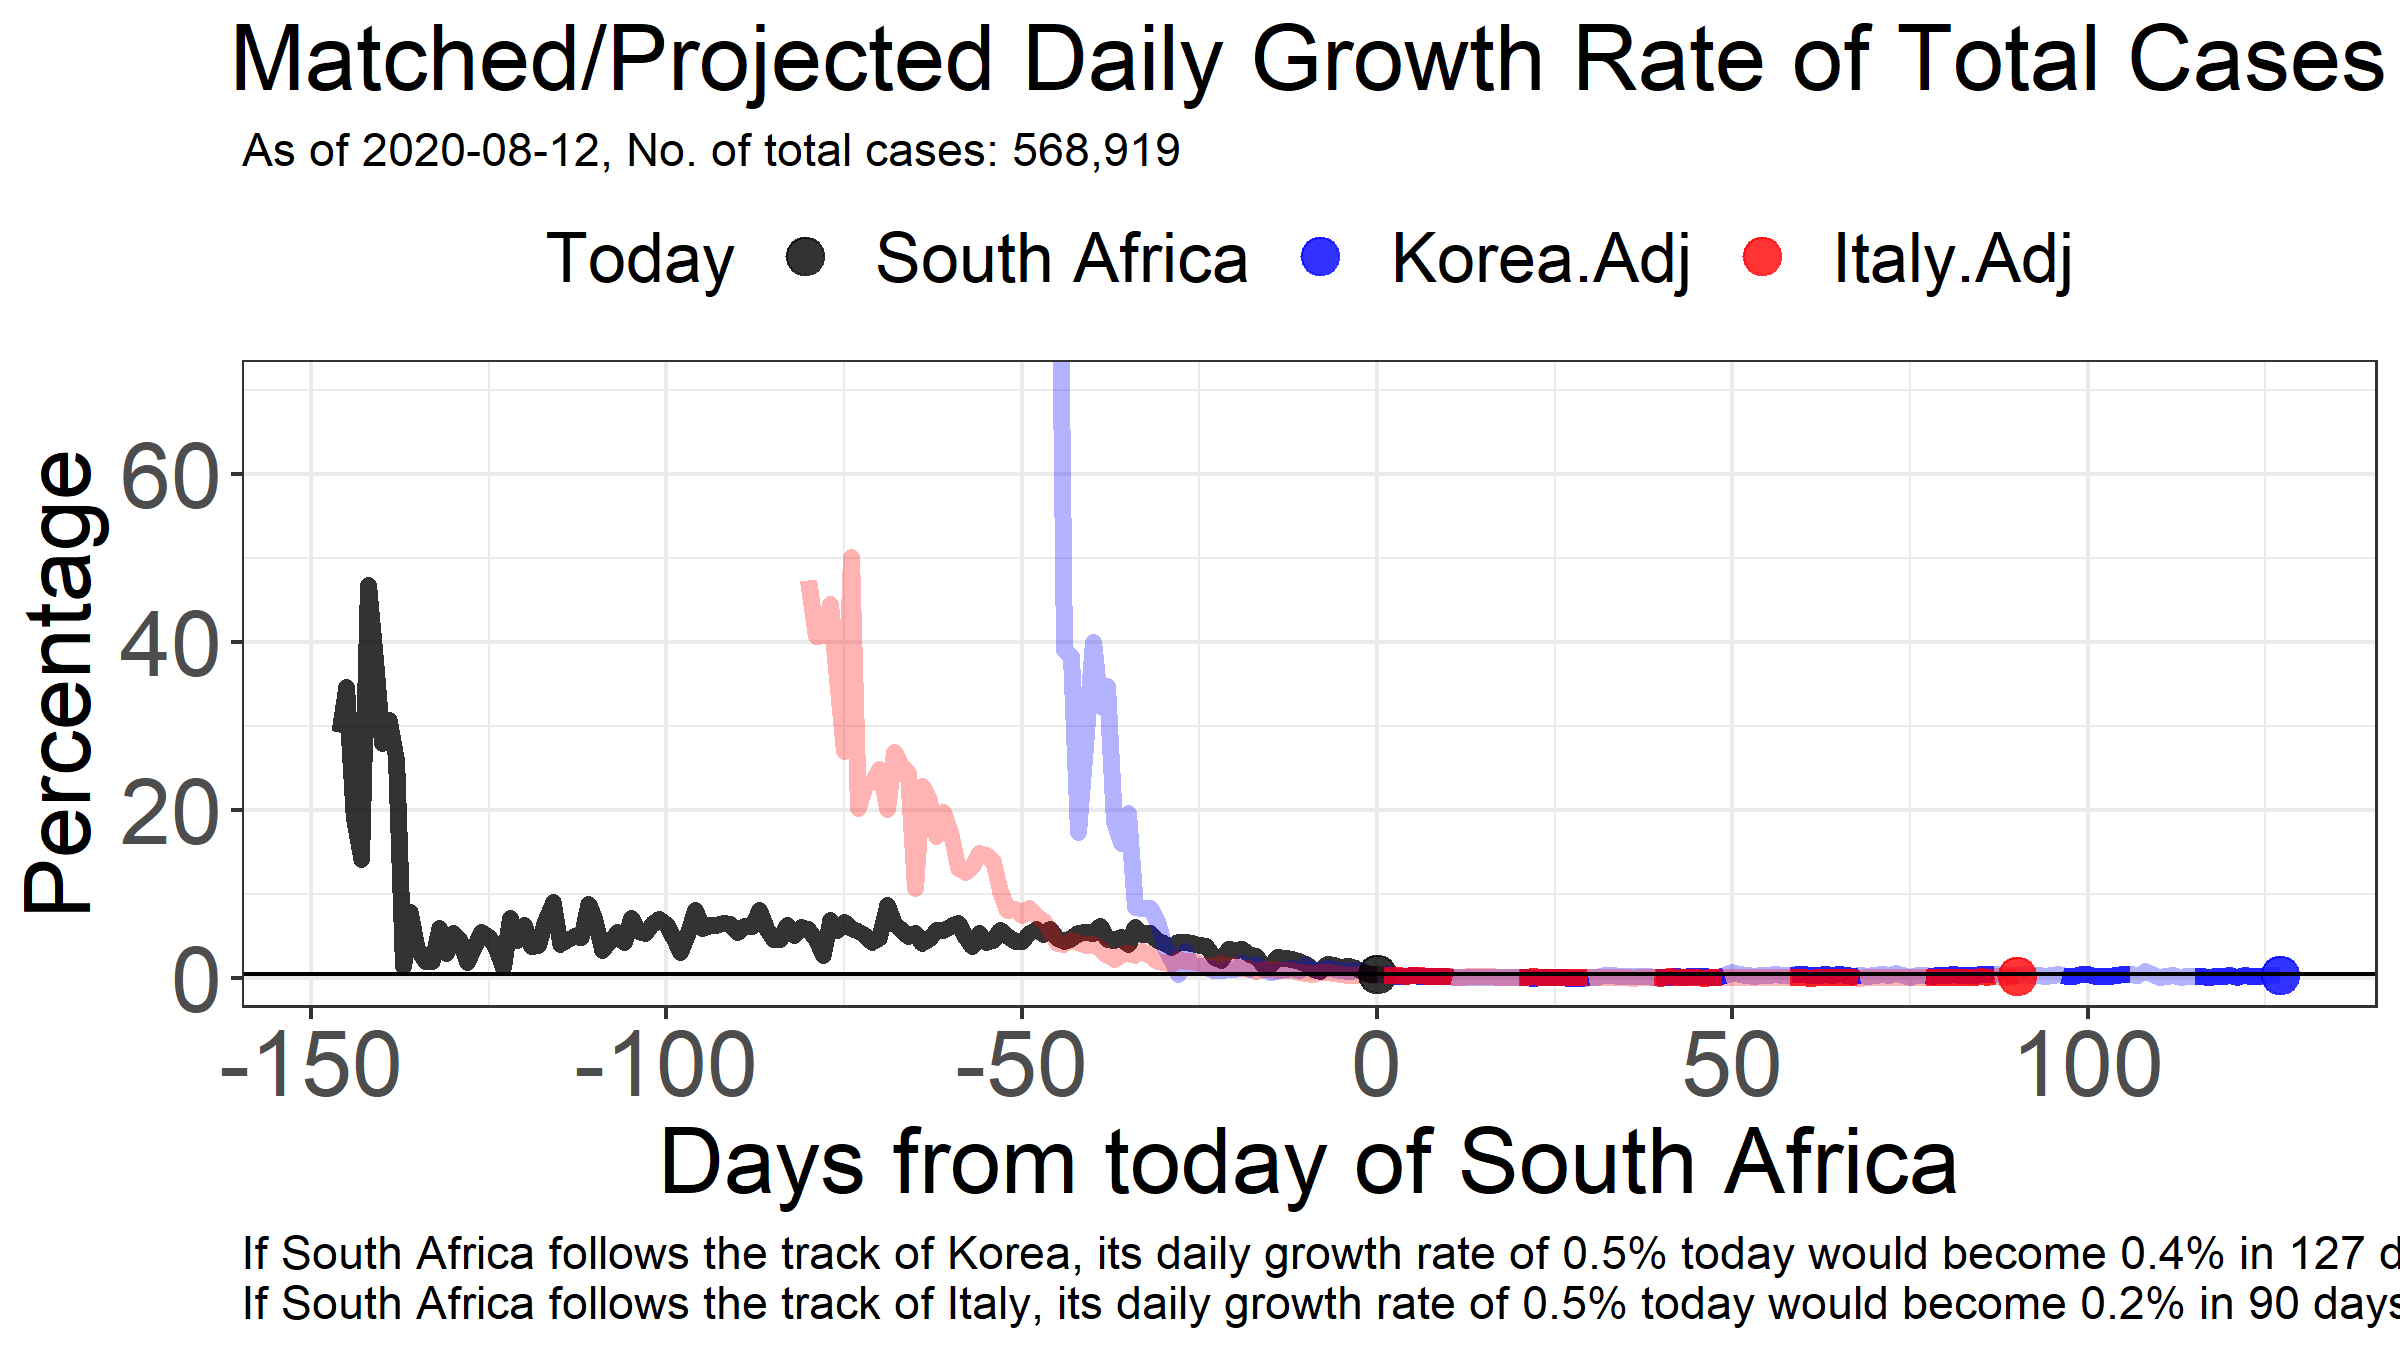 Matched/Projected Daily Growth Rate of Total Cases
As of 2020-08-12, No. of total cases: 568,919
Today South Africa Korea.Adj Italy.Adj
Percentage
60
40
20
0
-150 -100 -50 0 50 100
Days from today of South Africa
If South Africa follows the track of Korea, its daily growth rate of 0.5% today would become 0.4% in 127
If South Africa follows the track of Italy, its daily growth rate of 0.5% today would become 0.2% in 90 days